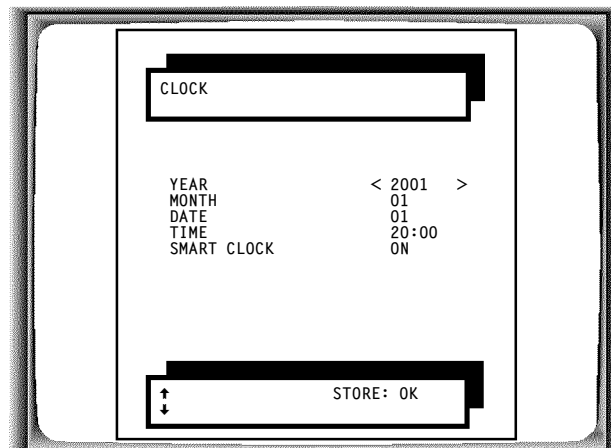 CLOCK
YEAR < 2001 >
MONTH 01
DATE 01
TIME 20:00
SMART CLOCK ON
↑ STORE: OK
↓